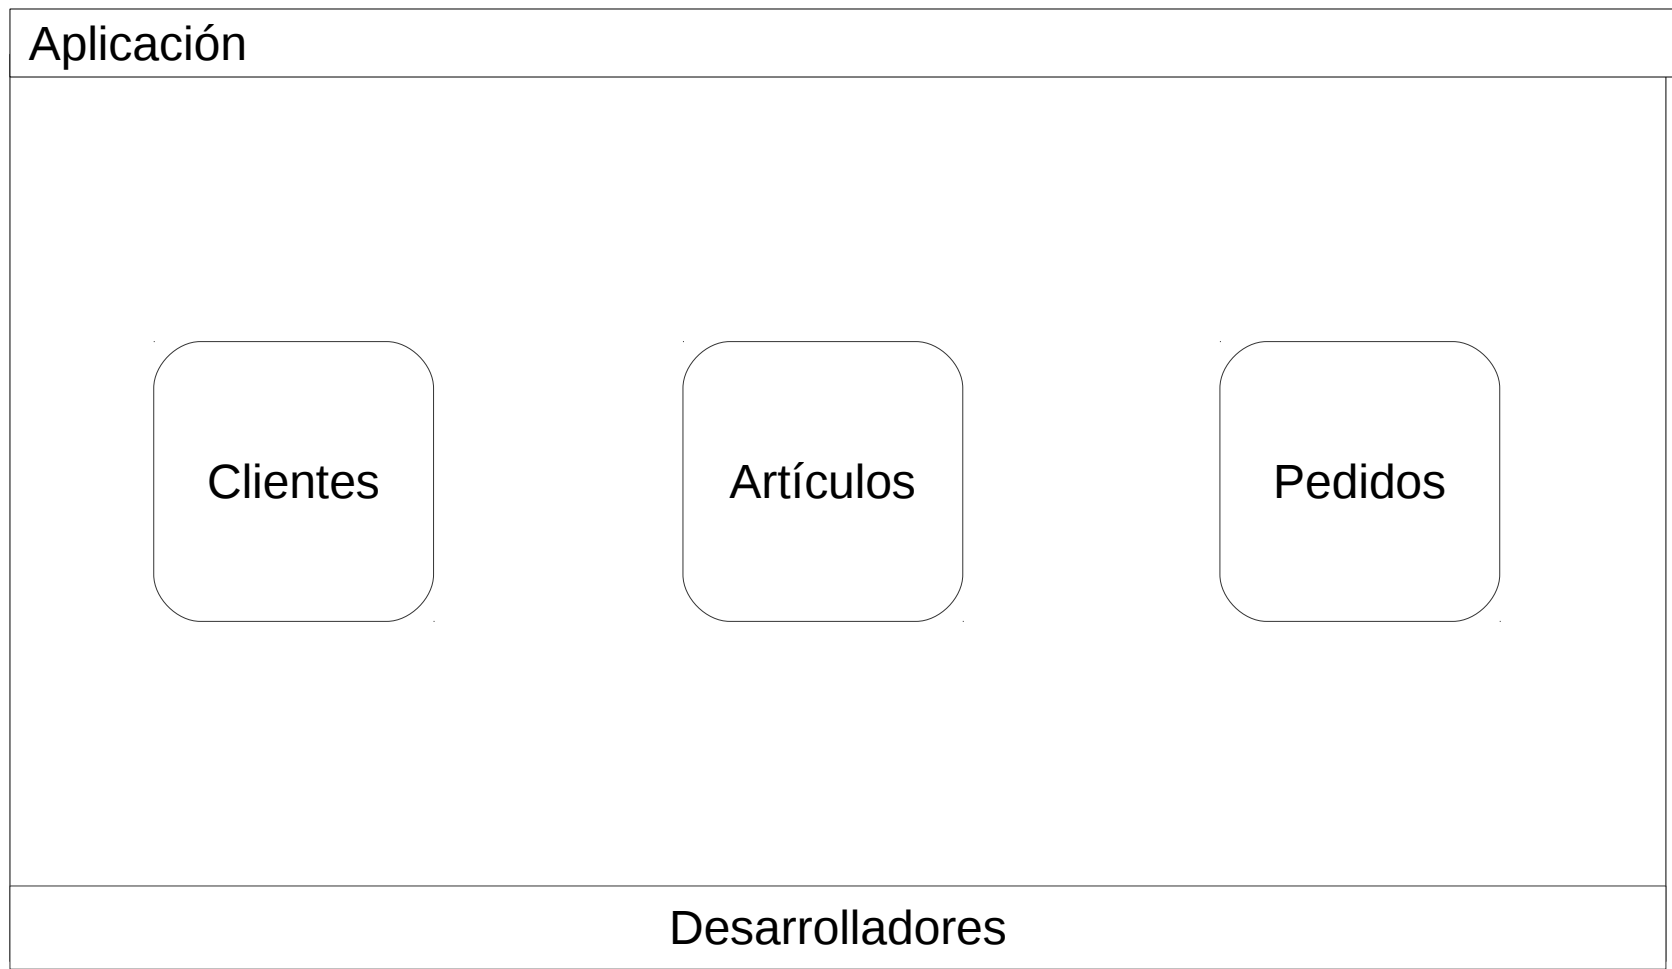 Aplicación
Clientes
Artículos
Pedidos
Desarrolladores